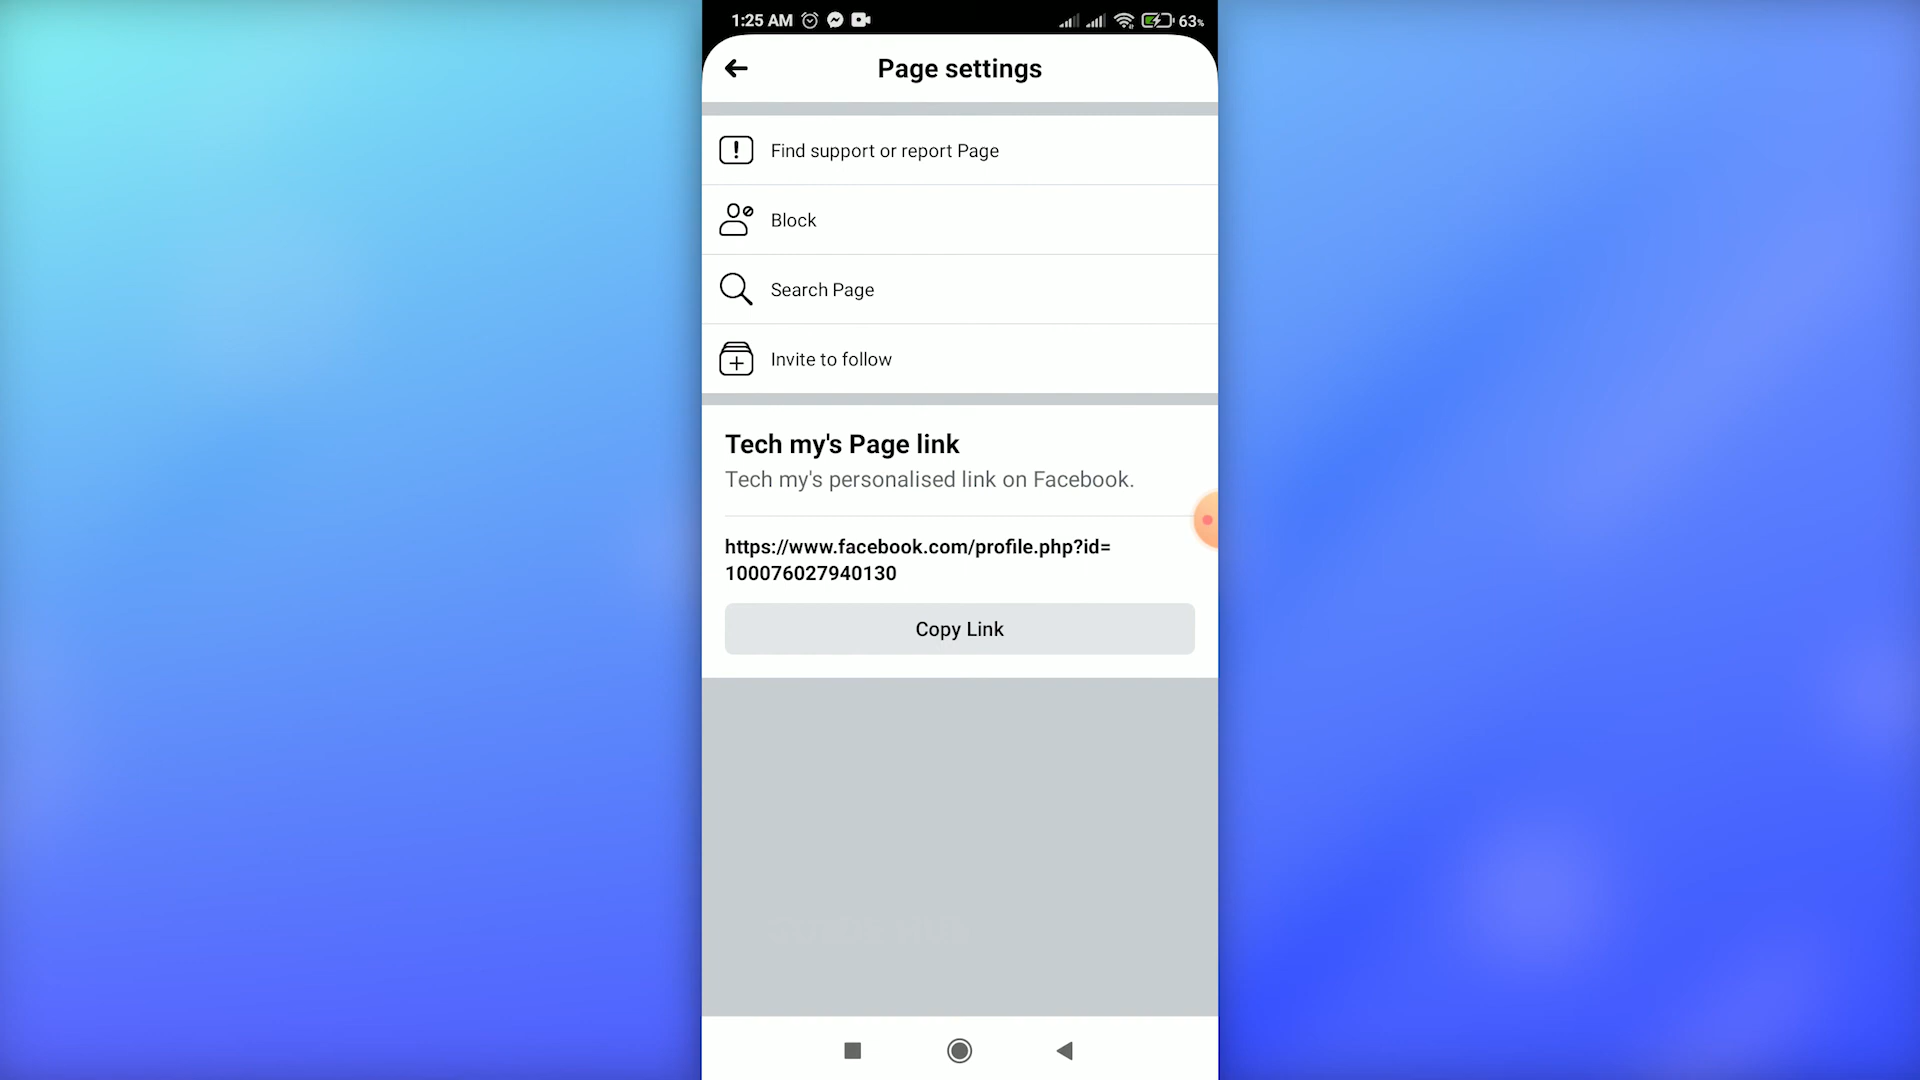 1:25 AM 63%
Page settings
Find support or report Page
Block
Search Page
Invite to follow
Tech my's Page link
Tech my's personalised link on Facebook.
https://www.facebook.com/profile.php?id=
100076027940130
Copy Link